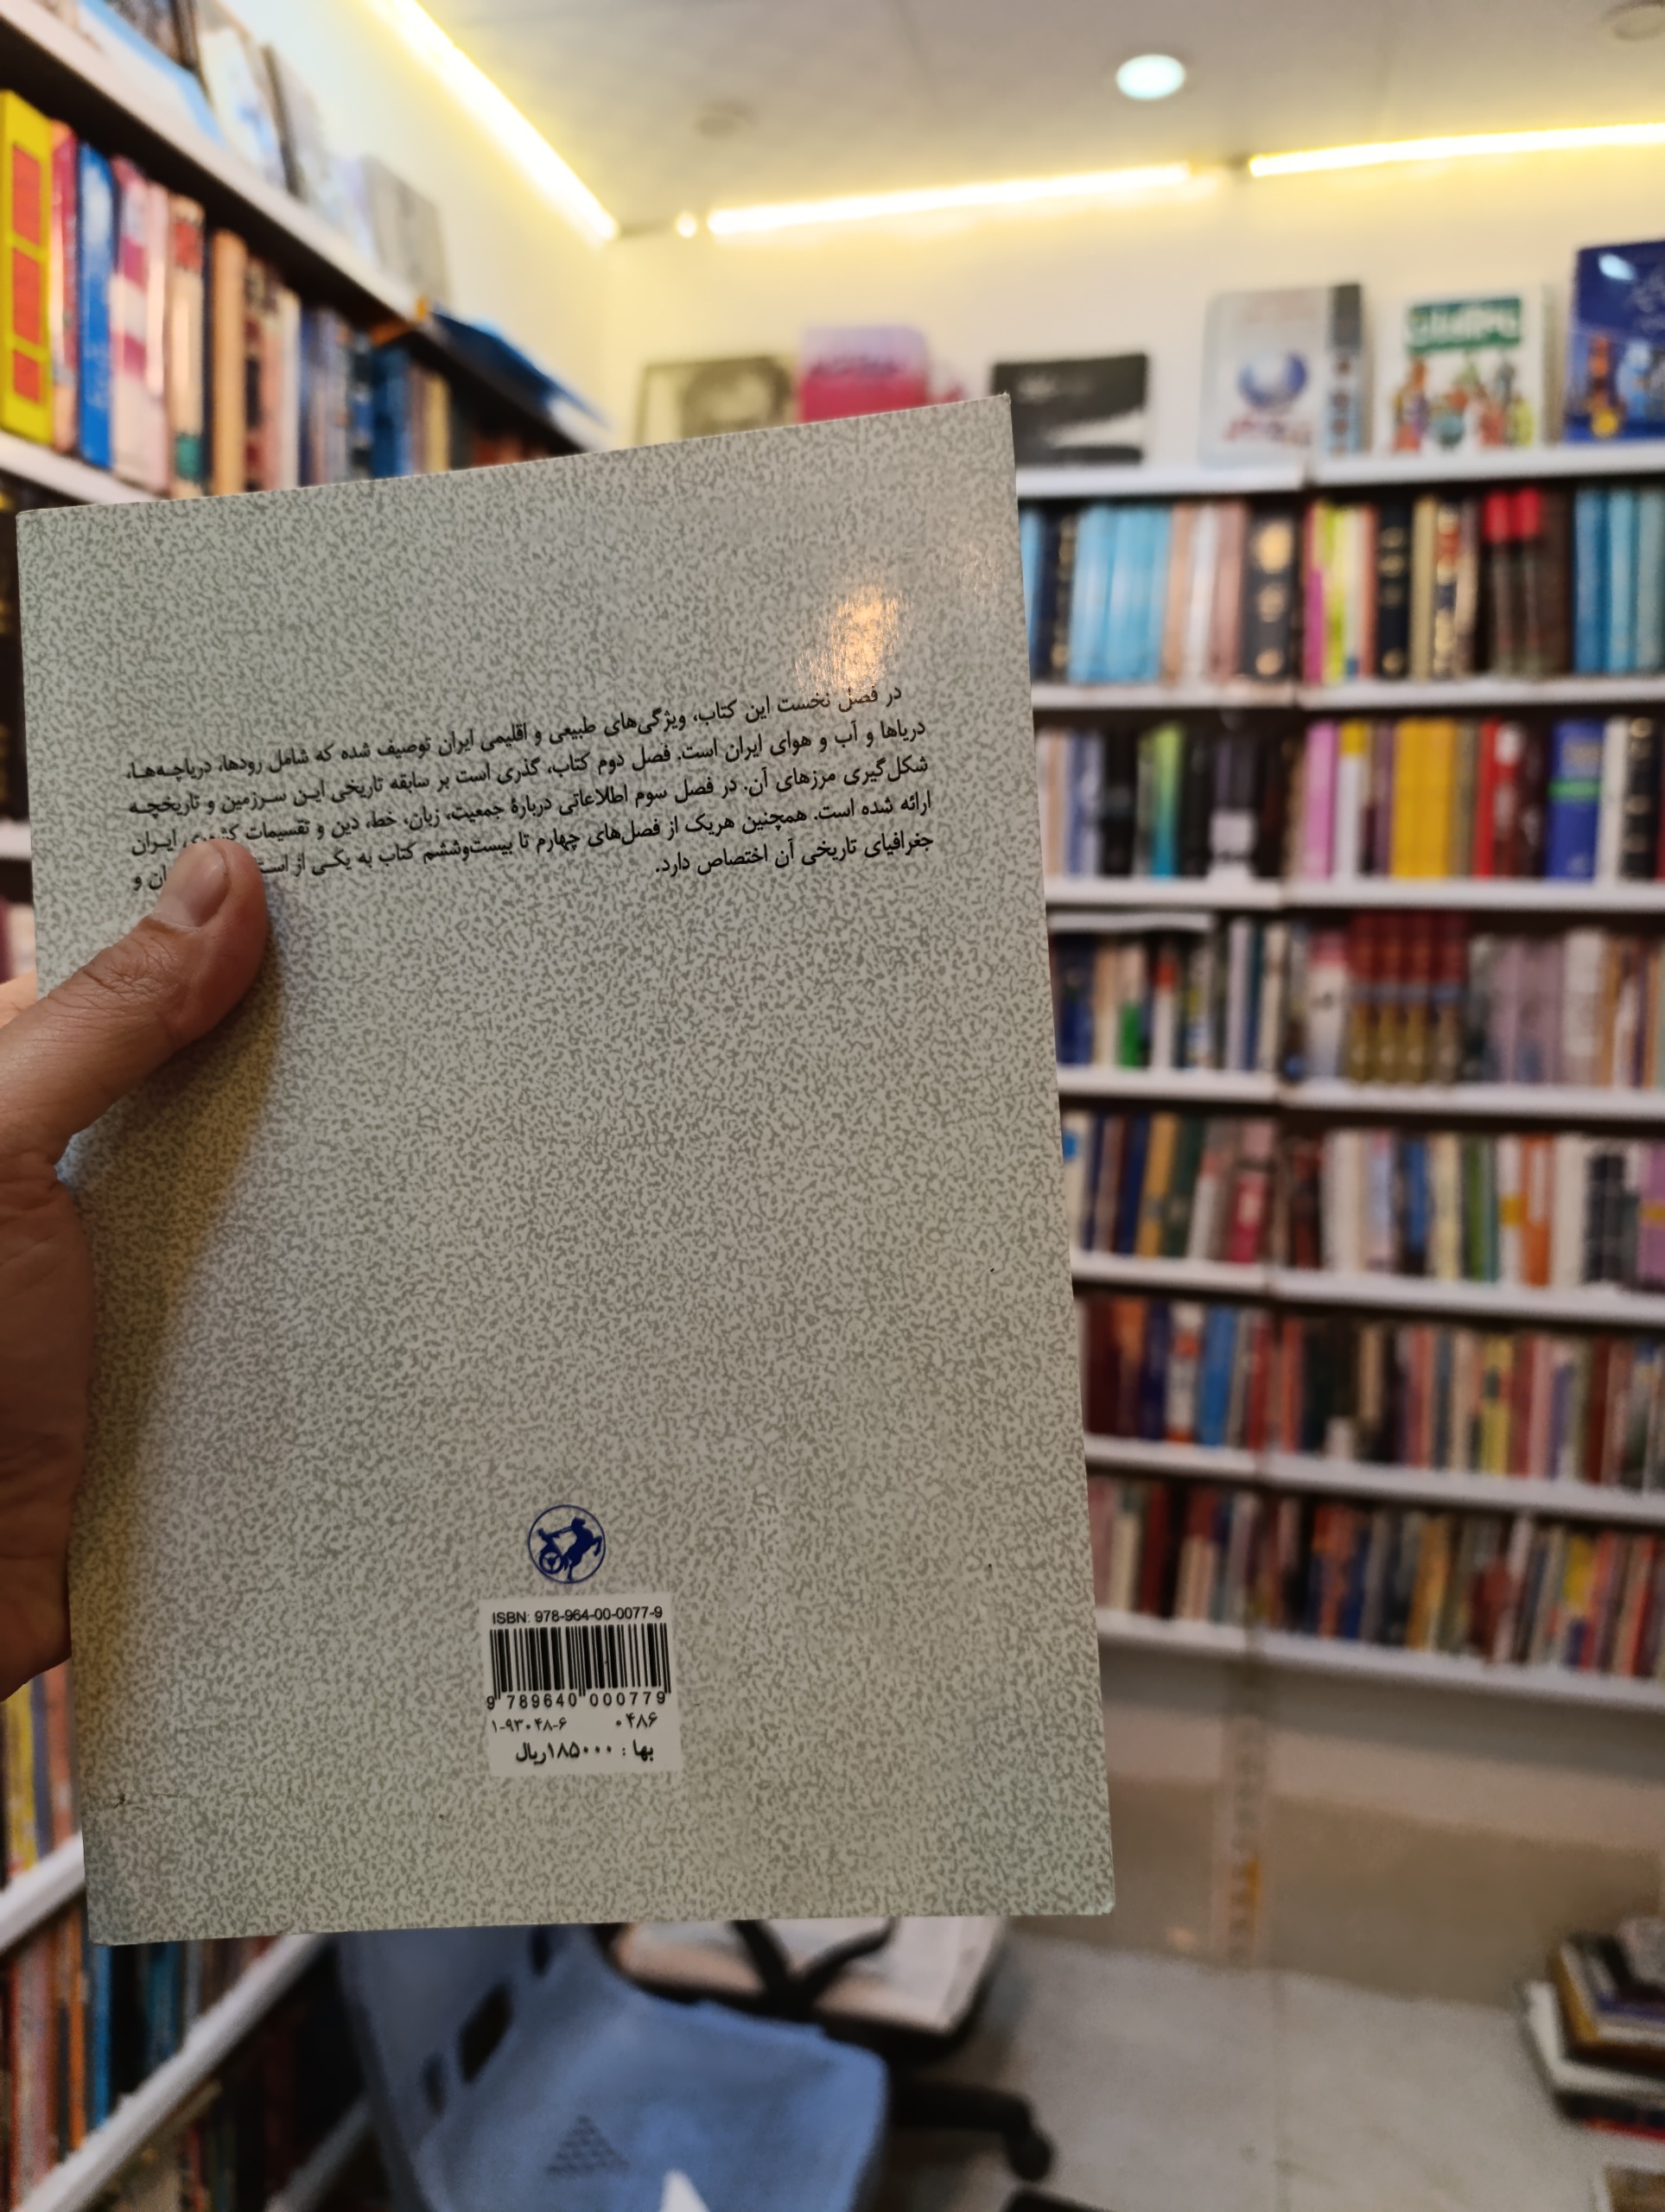 در فصل نخست این کتاب، ویژگی‌های طبیعی و اقلیمی ایران توصیف شده که شامل رودها، دریاچه‌ها،
دریاها و آب و هوای ایران است. فصل دوم کتاب، گذری است بر سابقه تاریخی این سرزمین و تاریخچه
شکل‌گیری مرزهای آن. در فصل سوم اطلاعاتی دربارهٔ جمعیت، زبان، خط، دین و تقسیمات کشوری ایران
ارائه شده است. همچنین هریک از فصل‌های چهارم تا بیست‌وششم کتاب به یکی از و
جغرافیای تاریخی آن اختصاص دارد.
ISBN: 978-964-00-0077-9
9 789640 000779
۱-۹۳۰۴۸-۶ ۰۴۸۶
بها : ۱۸۵۰۰۰ریال